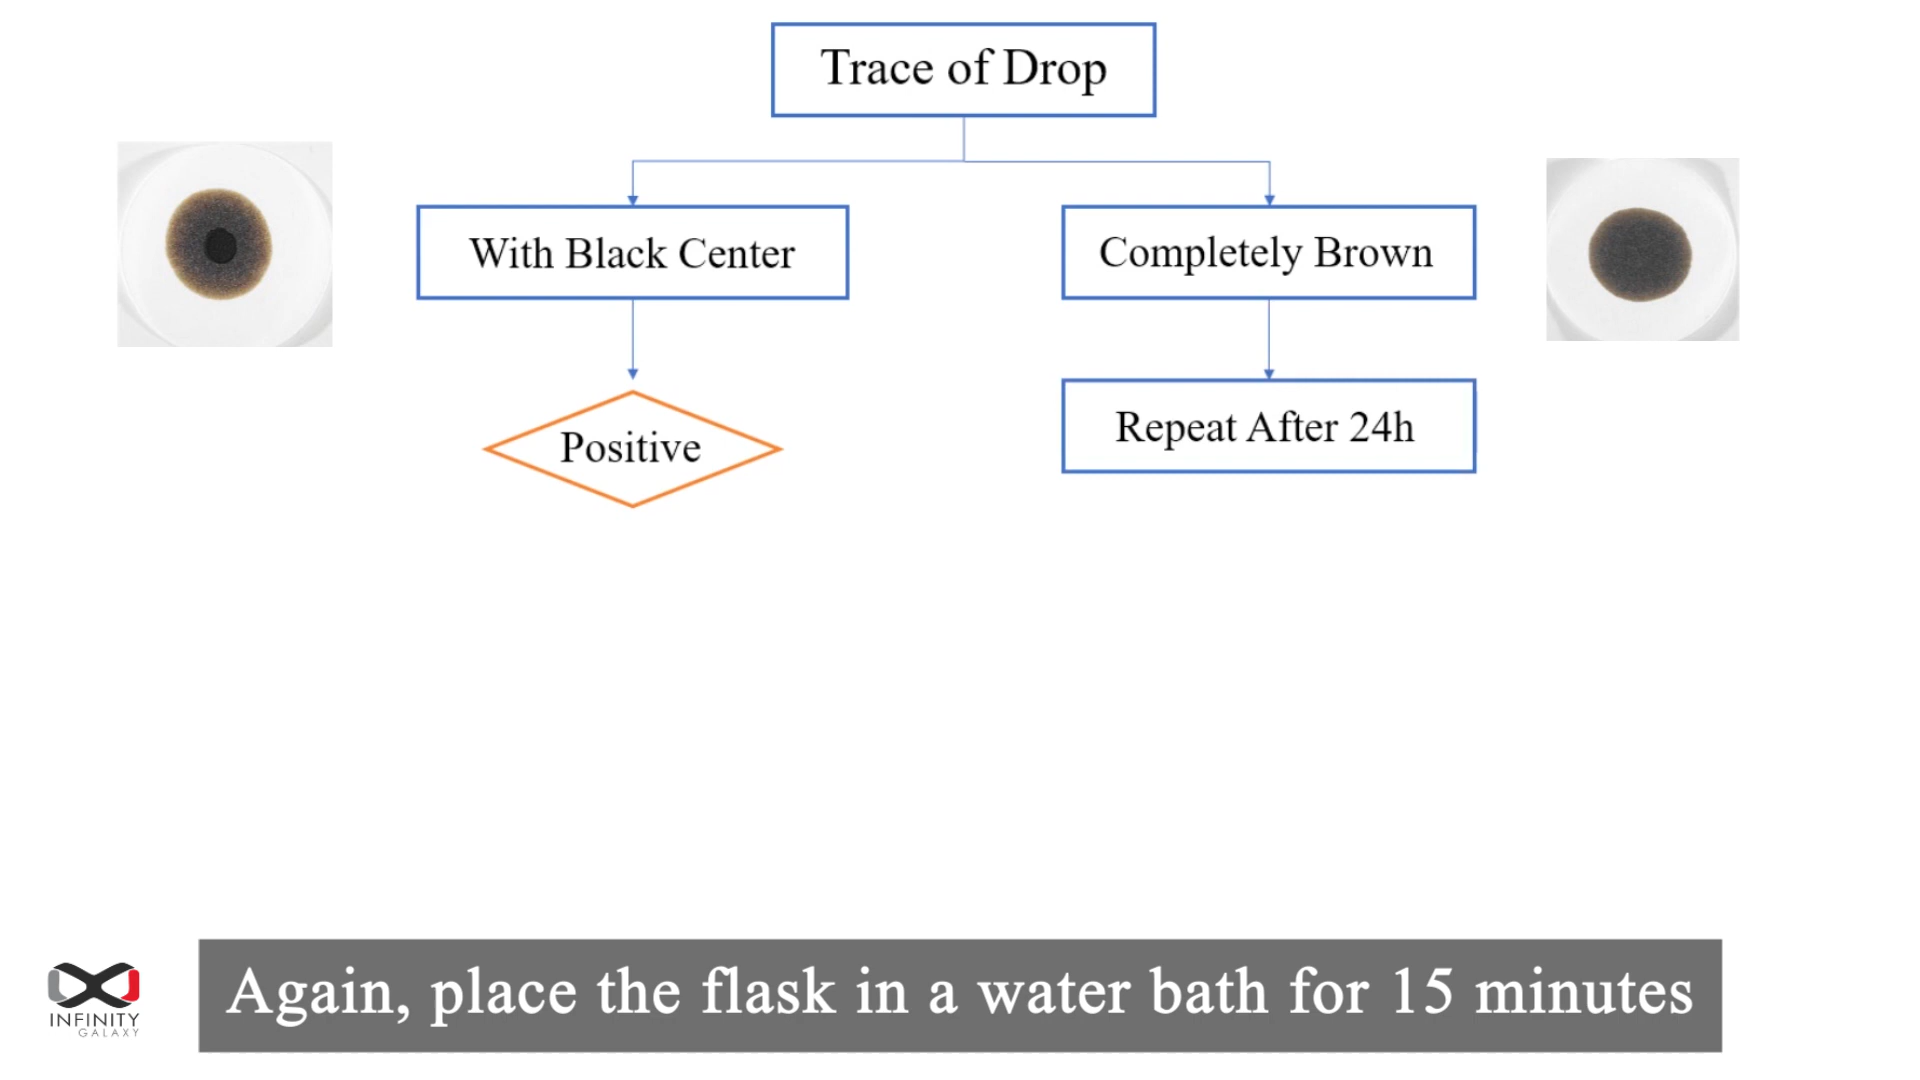 Trace of Drop
With Black Center
Completely Brown
Positive
Repeat After 24h
INFINITY
GALAXY
Again, place the flask in a water bath for 15 minutes